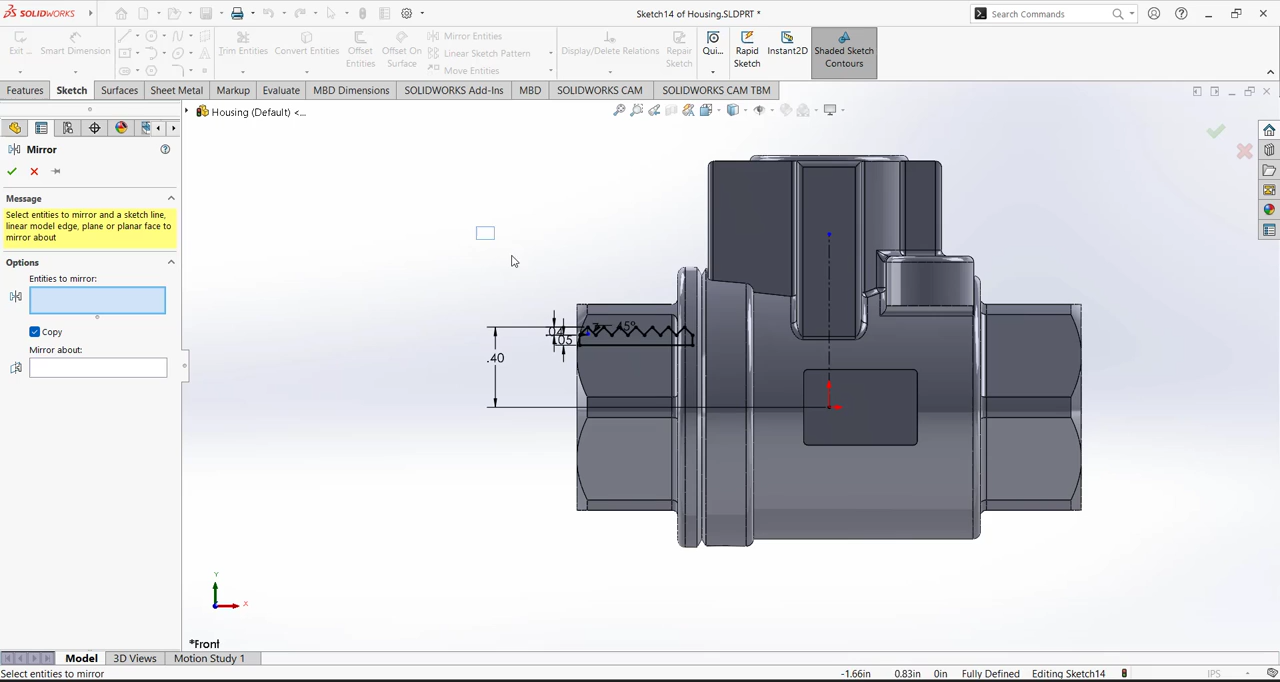 SOLIDWORKS
Sketch14 of Housing.SLDPRT *
Search Commands
Exit ...
Smart Dimension
Trim Entities
Convert Entities
Offset Entities
Offset On Surface
Mirror Entities
Linear Sketch Pattern
Move Entities
Display/Delete Relations
Repair Sketch
Qui...
Rapid Sketch
Instant2D
Shaded Sketch Contours
Features
Sketch
Surfaces
Sheet Metal
Markup
Evaluate
MBD Dimensions
SOLIDWORKS Add-Ins
MBD
SOLIDWORKS CAM
SOLIDWORKS CAM TBM
Housing (Default) <...
Mirror
Message
Select entities to mirror and a sketch line,
linear model edge, plane or planar face to
mirror about
Options
Entities to mirror:
Copy
Mirror about:
45°
.05
.40
Y
X
*Front
Model
3D Views
Motion Study 1
Select entities to mirror
-1.66in
0.83in
0in
Fully Defined
Editing Sketch14
IPS